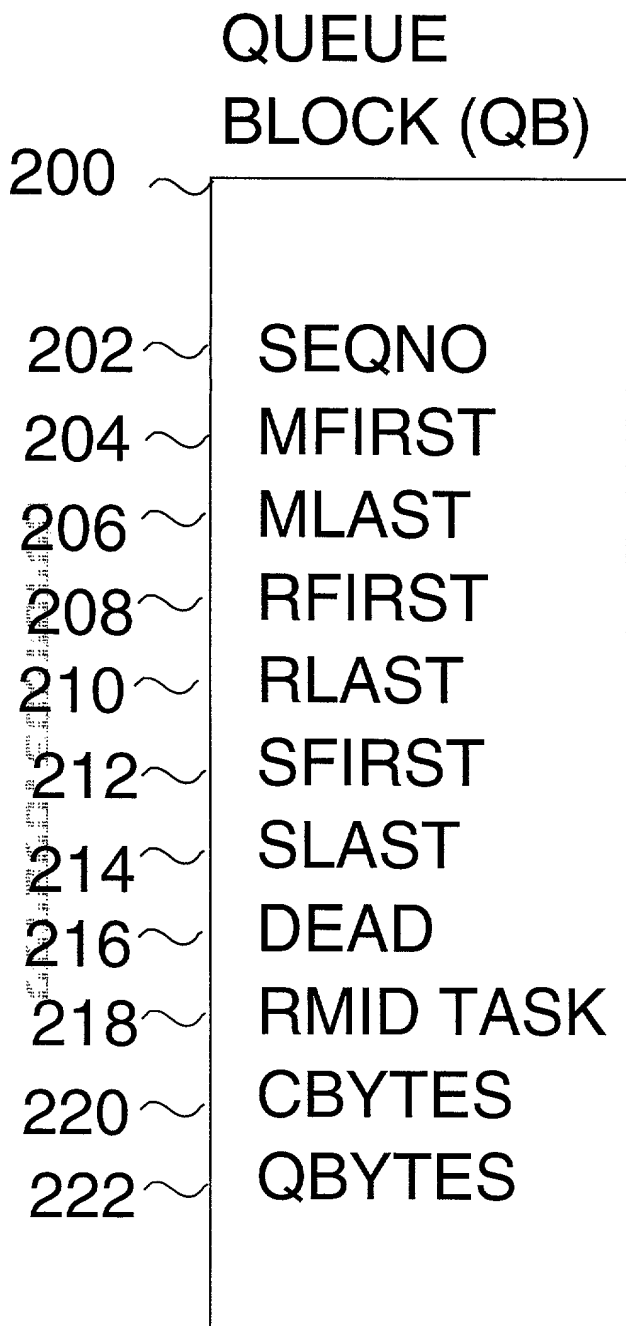 QUEUE
BLOCK (QB)
200
202 SEQNO
204 MFIRST
206 MLAST
208 RFIRST
210 RLAST
212 SFIRST
214 SLAST
216 DEAD
218 RMID TASK
220 CBYTES
222 QBYTES